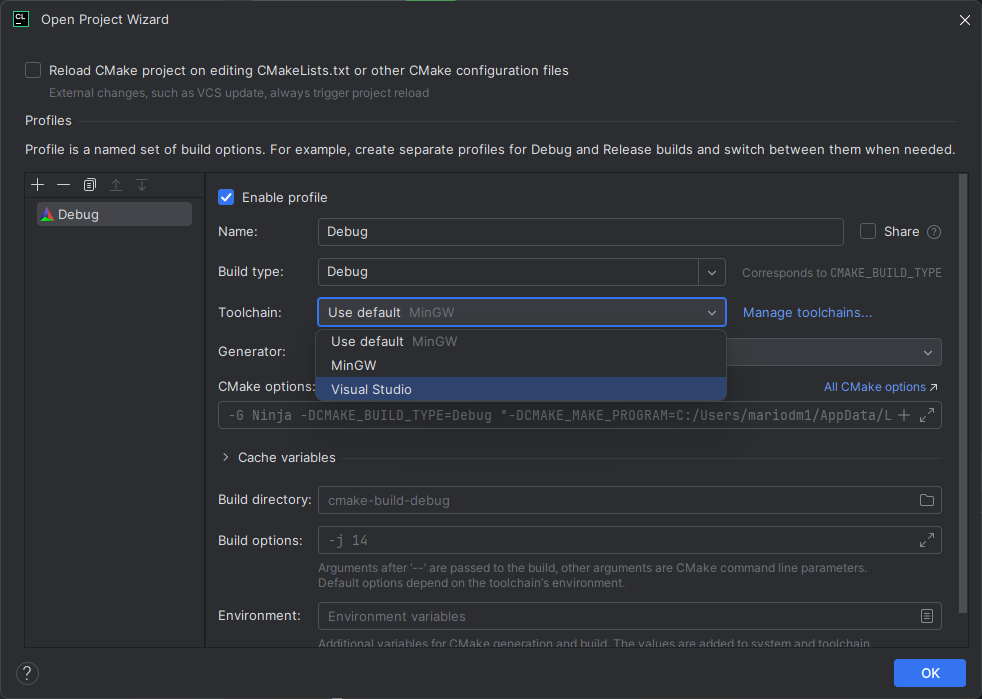 CL
Open Project Wizard
Reload CMake project on editing CMakeLists.txt or other CMake configuration files
External changes, such as VCS update, always trigger project reload
Profiles
Profile is a named set of build options. For example, create separate profiles for Debug and Release builds and switch between them when needed.
Debug
Enable profile
Name: Debug Share ?
Build type: Debug Corresponds to CMAKE_BUILD_TYPE
Toolchain: Use default MinGW Manage toolchains...
Use default MinGW
Generator:
MinGW
Visual Studio
CMake options: All CMake options ↗
-G Ninja -DCMAKE_BUILD_TYPE=Debug "-DCMAKE_MAKE_PROGRAM=C:/Users/mariodm1/AppData/L
Cache variables
Build directory: cmake-build-debug
Build options: -j 14
Arguments after '--' are passed to the build, other arguments are CMake command line parameters.
Default options depend on the toolchain's environment.
Environment: Environment variables
Additional variables for CMake generation and build. The values are added to system and toolchain
?
OK